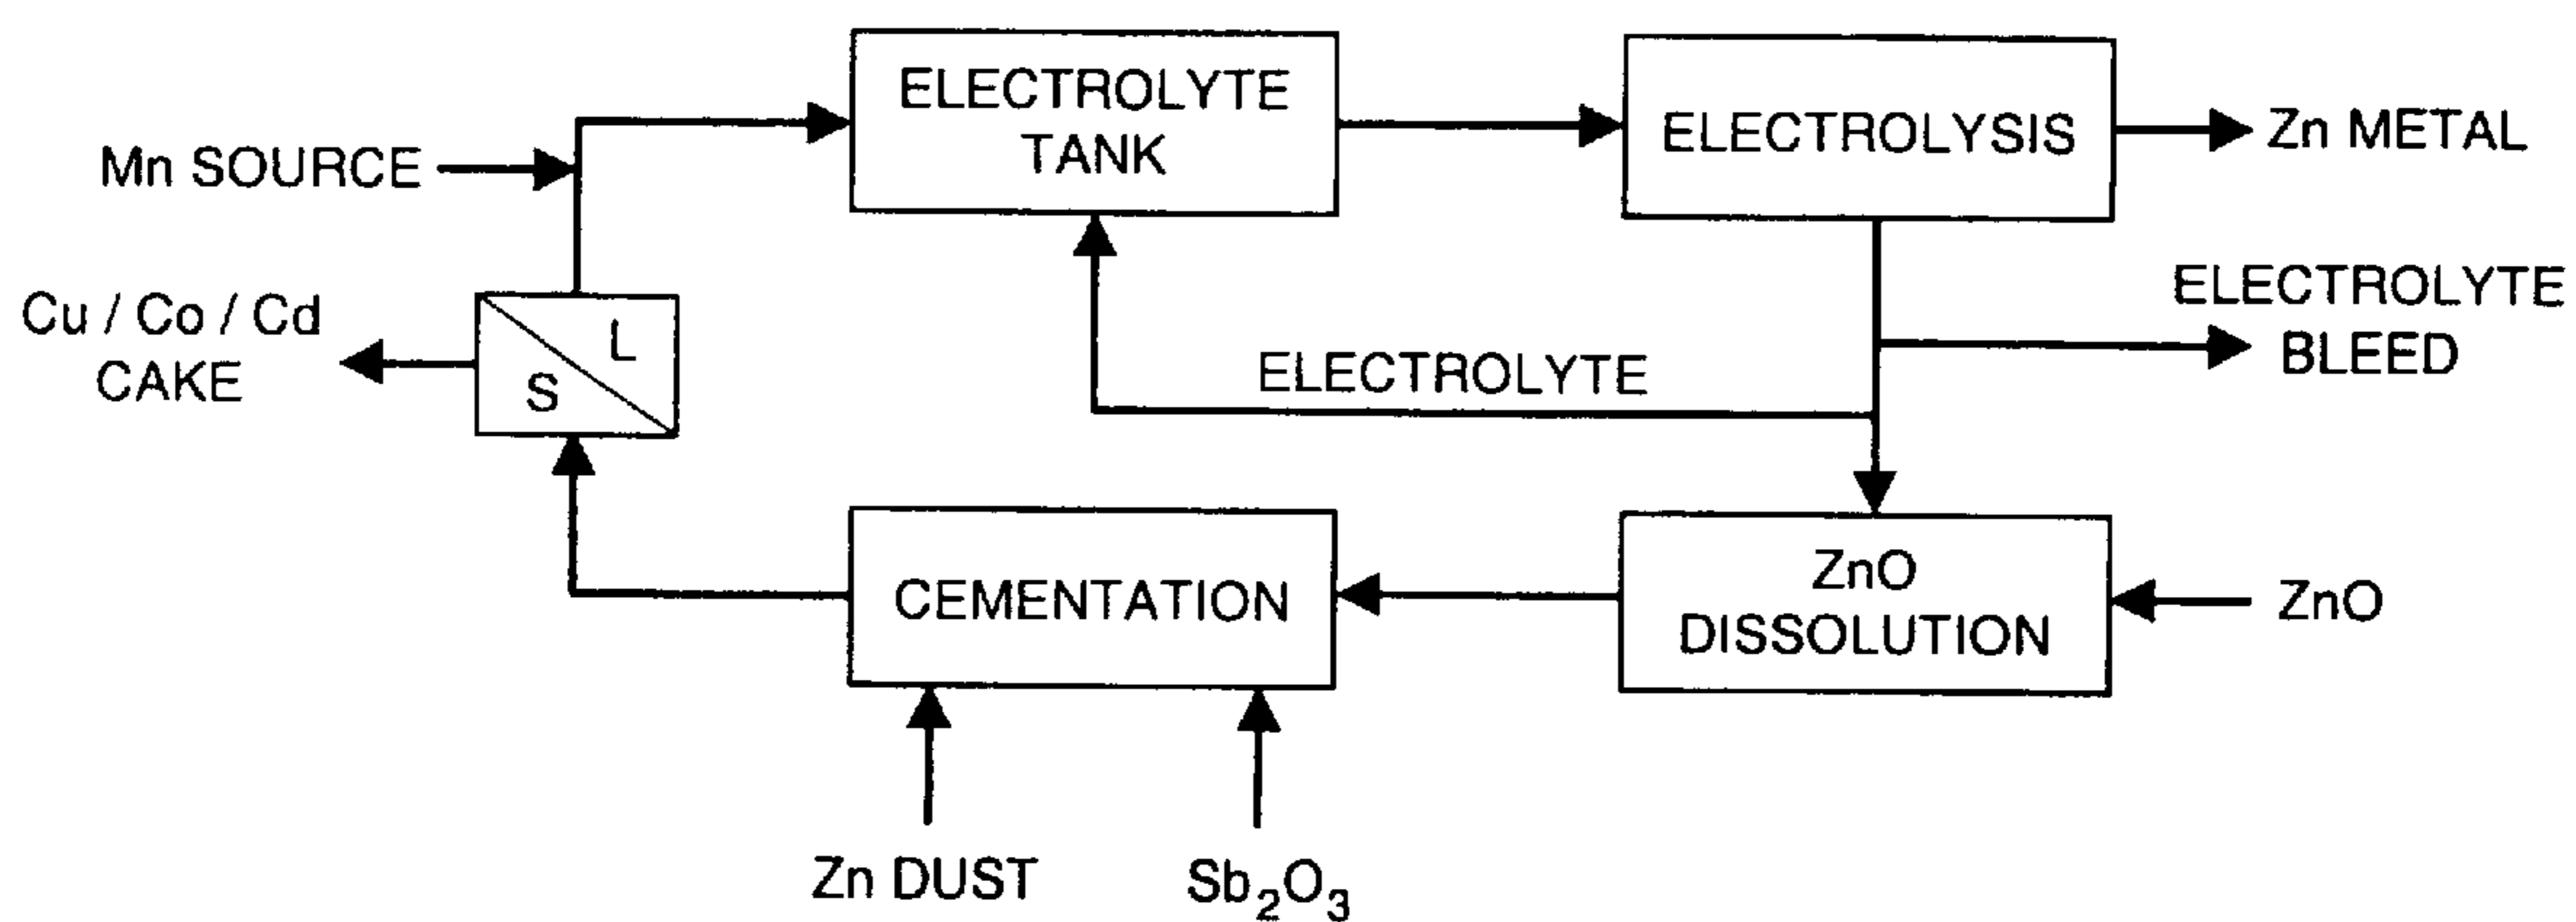 ELECTROLYTE
TANK
ELECTROLYSIS
Zn METAL
Mn SOURCE
ELECTROLYTE
BLEED
Cu / Co / Cd
CAKE
L
S
ELECTROLYTE
CEMENTATION
ZnO
DISSOLUTION
ZnO
Zn DUST
Sb₂O₃